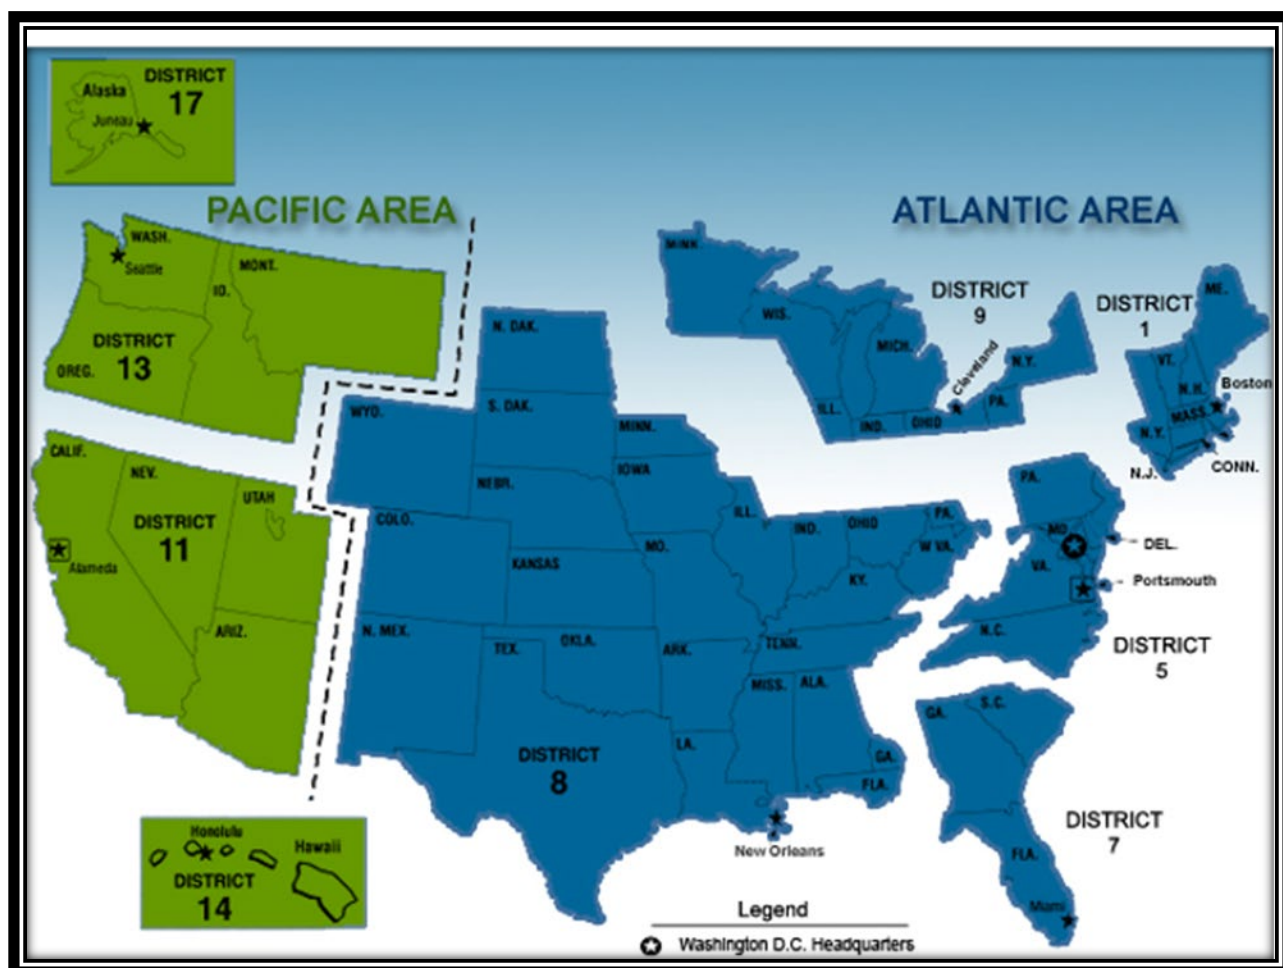 DISTRICT
17
Alaska
Juneau
PACIFIC AREA
ATLANTIC AREA
WASH.
Seattle
MONT.
ID.
DISTRICT
13
OREG.
CALIF.
NEV.
UTAH
DISTRICT
11
Alameda
ARIZ.
Honolulu
Hawaii
DISTRICT
14
N. DAK.
S. DAK.
WYO.
MINN.
IOWA
NEBR.
COLO.
KANSAS
MO.
ILL.
IND.
OHIO
PA.
W VA.
KY.
N. MEX.
TEX.
OKLA.
ARK.
TENN.
MISS.
ALA.
LA.
GA.
FLA.
DISTRICT
8
New Orleans
MINN.
WIS.
MICH.
DISTRICT
9
Cleveland
N.Y.
PA.
ILL.
IND.
OHIO
DISTRICT
1
ME.
VT.
N.H.
Boston
MASS.
N.Y.
N.J.
CONN.
PA.
MD.
DEL.
VA.
Portsmouth
N.C.
DISTRICT
5
GA.
S.C.
DISTRICT
7
FLA.
Miami
Legend
Washington D.C. Headquarters